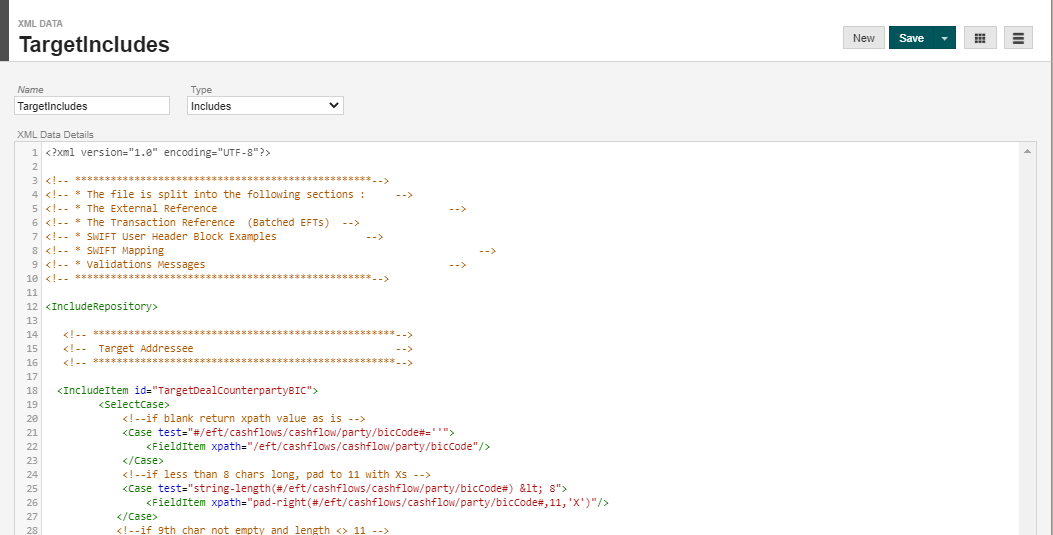 XML DATA
TargetIncludes
New
Save
Name
Type
TargetIncludes
Includes
XML Data Details
1 <?xml version="1.0" encoding="UTF-8"?>
2
3 <!-- **************************************************-->
4 <!-- * The file is split into the following sections :     -->
5 <!-- * The External Reference                                       -->
6 <!-- * The Transaction Reference  (Batched EFTs)  -->
7 <!-- * SWIFT User Header Block Examples               -->
8 <!-- * SWIFT Mapping                                                     -->
9 <!-- * Validations Messages                                         -->
10 <!-- **************************************************-->
11
12 <IncludeRepository>
13
14    <!-- ***************************************************-->
15    <!--  Target Addressee                                  -->
16    <!-- ***************************************************-->
17
18   <IncludeItem id="TargetDealCounterpartyBIC">
19          <SelectCase>
20              <!--if blank return xpath value as is -->
21              <Case test="#/eft/cashflows/cashflow/party/bicCode#=''">
22                  <FieldItem xpath="/eft/cashflows/cashflow/party/bicCode"/>
23              </Case>
24              <!--if less than 8 chars long, pad to 11 with Xs -->
25              <Case test="string-length(#/eft/cashflows/cashflow/party/bicCode#) &lt; 8">
26                  <FieldItem xpath="pad-right(#/eft/cashflows/cashflow/party/bicCode#,11,'X')"/>
27             </Case>
28             <!--if 9th char not empty and length <> 11 -->